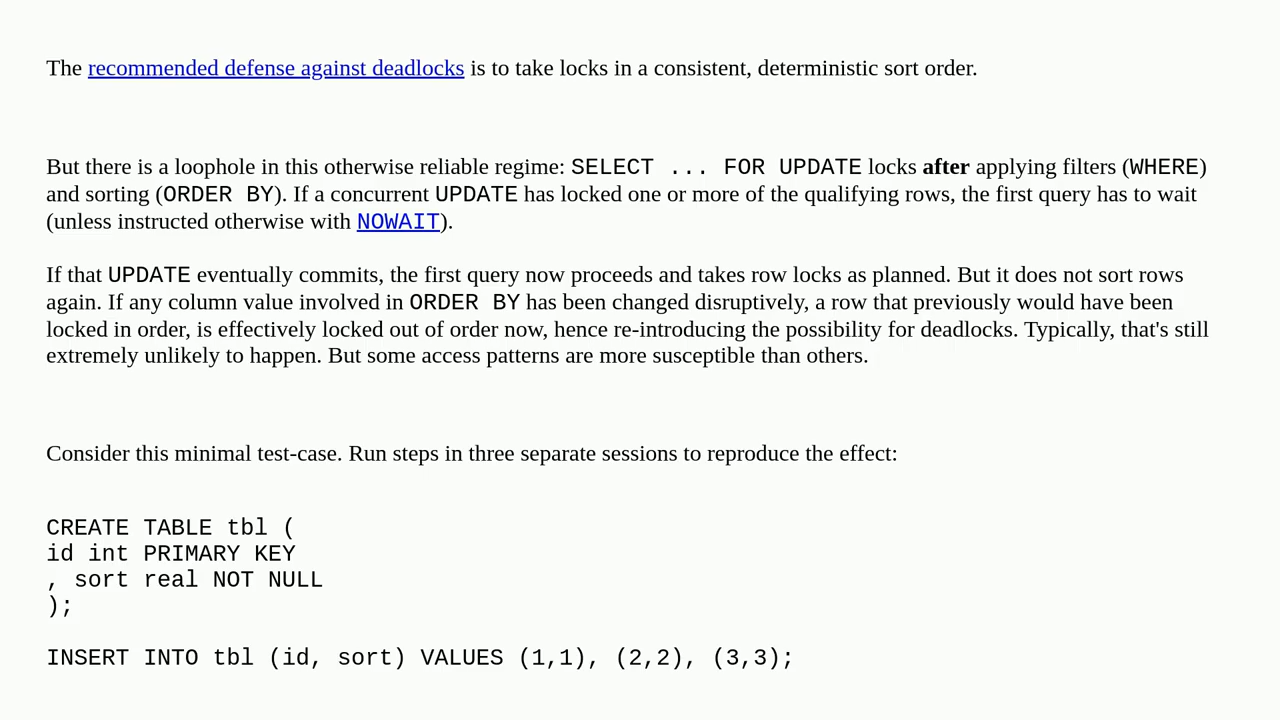 The recommended defense against deadlocks is to take locks in a consistent, deterministic sort order.
But there is a loophole in this otherwise reliable regime: SELECT ... FOR UPDATE locks after applying filters (WHERE)
and sorting (ORDER BY). If a concurrent UPDATE has locked one or more of the qualifying rows, the first query has to wait
(unless instructed otherwise with NOWAIT).
If that UPDATE eventually commits, the first query now proceeds and takes row locks as planned. But it does not sort rows
again. If any column value involved in ORDER BY has been changed disruptively, a row that previously would have been
locked in order, is effectively locked out of order now, hence re-introducing the possibility for deadlocks. Typically, that's still
extremely unlikely to happen. But some access patterns are more susceptible than others.
Consider this minimal test-case. Run steps in three separate sessions to reproduce the effect:
CREATE TABLE tbl (
id int PRIMARY KEY
, sort real NOT NULL
);
INSERT INTO tbl (id, sort) VALUES (1,1), (2,2), (3,3);